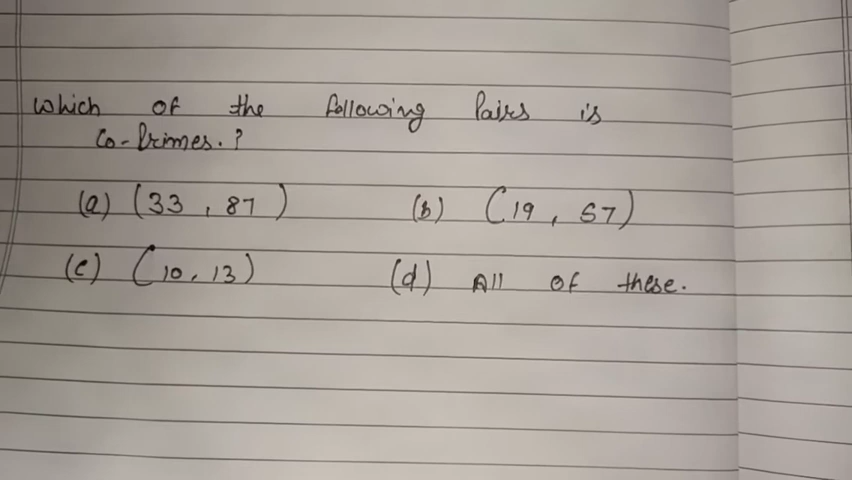 Which of the following Pairs is
Co-Primes.?
(a) (33, 87) (b) (19, 57)
(c) (10, 13) (d) All of these.